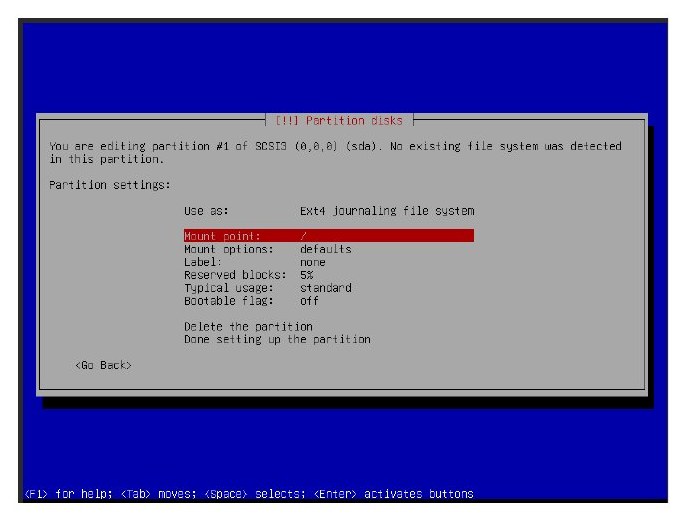 [!!] Partition disks
You are editing partition #1 of SCSI3 (0,0,0) (sda). No existing file system was detected
in this partition.
Partition settings:
Use as: Ext4 journaling file system
Mount point: /
Mount options: defaults
Label: none
Reserved blocks: 5%
Typical usage: standard
Bootable flag: off
Delete the partition
Done setting up the partition
<Go Back>
<F1> for help; <Tab> moves; <Space> selects; <Enter> activates buttons